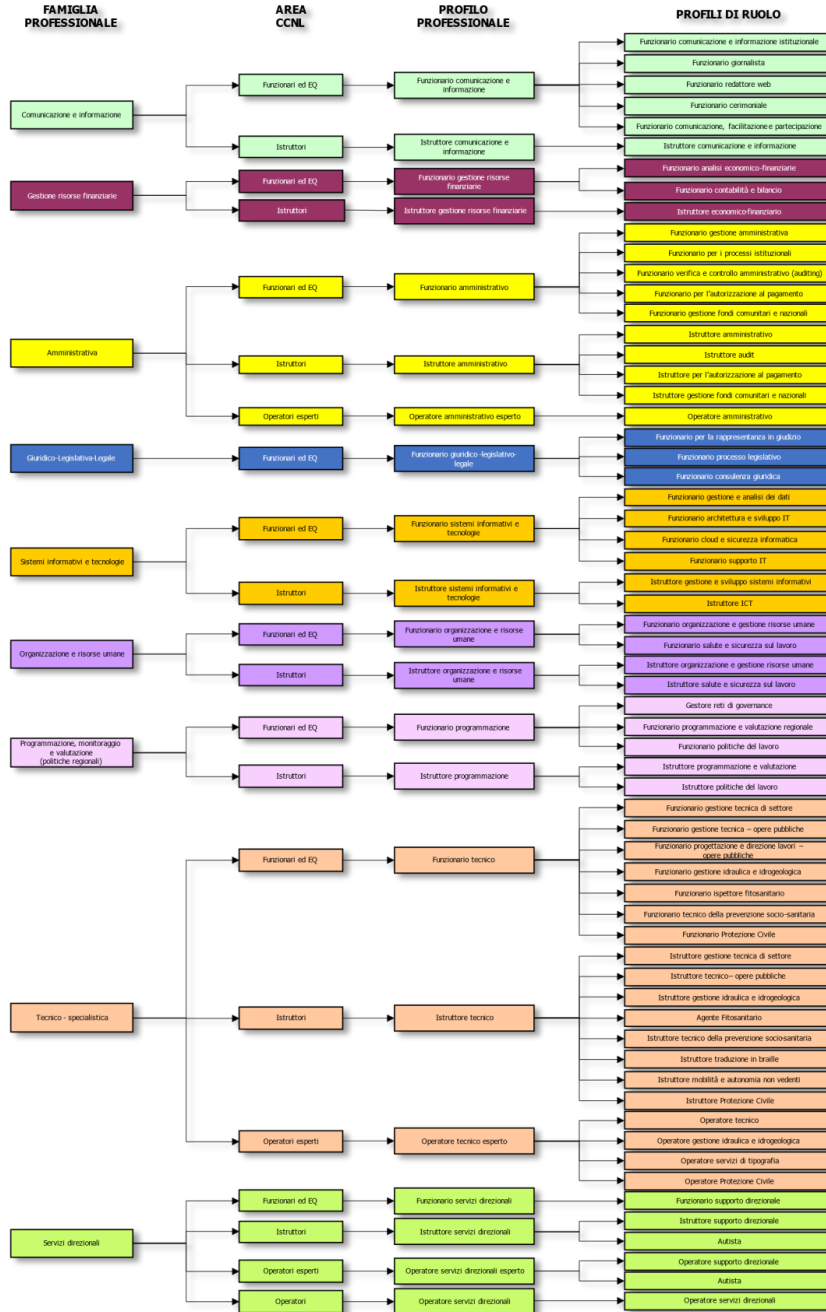 FAMIGLIA
PROFESSIONALE
AREA
CCNL
PROFILO
PROFESSIONALE
PROFILI DI RUOLO
Comunicazione e informazione
Funzionari ed EQ
Funzionario comunicazione e
informazione
Funzionario comunicazione e informazione istituzionale
Funzionario giornalista
Funzionario redattore web
Funzionario cerimoniale
Funzionario comunicazione, facilitazione e partecipazione
Istruttori
Istruttore comunicazione e
informazione
Istruttore comunicazione e informazione
Gestione risorse finanziarie
Funzionari ed EQ
Funzionario gestione risorse
finanziarie
Funzionario analisi economico-finanziarie
Funzionario contabilità e bilancio
Istruttori
Istruttore gestione risorse finanziarie
Istruttore economico-finanziario
Amministrativa
Funzionari ed EQ
Funzionario amministrativo
Funzionario gestione amministrativa
Funzionario per i processi istituzionali
Funzionario verifica e controllo amministrativo (auditing)
Funzionario per l'autorizzazione al pagamento
Funzionario gestione fondi comunitari e nazionali
Istruttori
Istruttore amministrativo
Istruttore amministrativo
Istruttore audit
Istruttore per l'autorizzazione al pagamento
Istruttore gestione fondi comunitari e nazionali
Operatori esperti
Operatore amministrativo esperto
Operatore amministrativo
Giuridico-Legislativa-Legale
Funzionari ed EQ
Funzionario giuridico -legislativo-
legale
Funzionario per la rappresentanza in giudizio
Funzionario processo legislativo
Funzionario consulenza giuridica
Sistemi informativi e tecnologie
Funzionari ed EQ
Funzionario sistemi informativi e
tecnologie
Funzionario gestione e analisi dei dati
Funzionario architettura e sviluppo IT
Funzionario cloud e sicurezza informatica
Funzionario supporto IT
Istruttori
Istruttore sistemi informativi e
tecnologie
Istruttore gestione e sviluppo sistemi informativi
Istruttore ICT
Organizzazione e risorse umane
Funzionari ed EQ
Funzionario organizzazione e risorse
umane
Funzionario organizzazione e gestione risorse umane
Funzionario salute e sicurezza sul lavoro
Istruttori
Istruttore organizzazione e risorse
umane
Istruttore organizzazione e gestione risorse umane
Istruttore salute e sicurezza sul lavoro
Programmazione, monitoraggio
e valutazione
(politiche regionali)
Funzionari ed EQ
Funzionario programmazione
Gestore reti di governance
Funzionario programmazione e valutazione regionale
Funzionario politiche del lavoro
Istruttori
Istruttore programmazione
Istruttore programmazione e valutazione
Istruttore politiche del lavoro
Tecnico - specialistica
Funzionari ed EQ
Funzionario tecnico
Funzionario gestione tecnica di settore
Funzionario gestione tecnica – opere pubbliche
Funzionario progettazione e direzione lavori –
opere pubbliche
Funzionario gestione idraulica e idrogeologica
Funzionario ispettore fitosanitario
Funzionario tecnico della prevenzione socio-sanitaria
Funzionario Protezione Civile
Istruttori
Istruttore tecnico
Istruttore gestione tecnica di settore
Istruttore tecnico– opere pubbliche
Istruttore gestione idraulica e idrogeologica
Agente Fitosanitario
Istruttore tecnico della prevenzione socio-sanitaria
Istruttore traduzione in braille
Istruttore mobilità e autonomia non vedenti
Istruttore Protezione Civile
Operatori esperti
Operatore tecnico esperto
Operatore tecnico
Operatore gestione idraulica e idrogeologica
Operatore servizi di tipografia
Operatore Protezione Civile
Servizi direzionali
Funzionari ed EQ
Funzionario servizi direzionali
Funzionario supporto direzionale
Istruttori
Istruttore servizi direzionali
Istruttore supporto direzionale
Autista
Operatori esperti
Operatore servizi direzionali esperto
Operatore supporto direzionale
Autista
Operatori
Operatore servizi direzionali
Operatore servizi direzionali